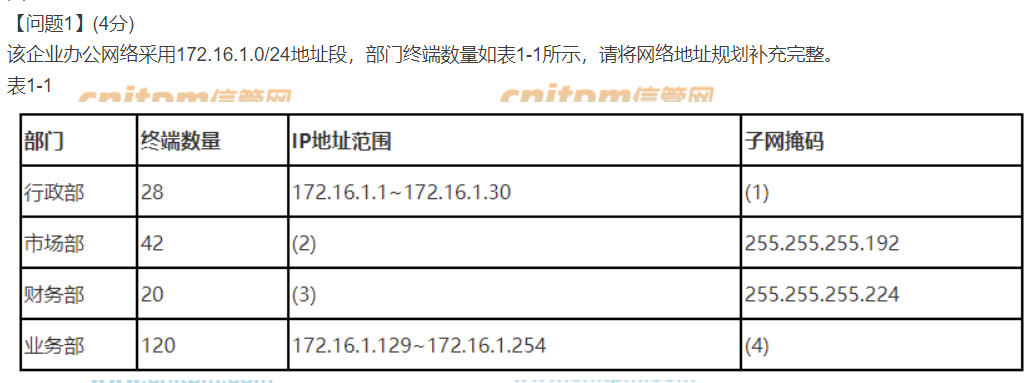 【问题1】(4分)
该企业办公网络采用172.16.1.0/24地址段，部门终端数量如表1-1所示，请将网络地址规划补充完整。
表1-1
cnitpm信管网 cnitpm信管网
部门 终端数量 IP地址范围 子网掩码
行政部 28 172.16.1.1~172.16.1.30 (1)
市场部 42 (2) 255.255.255.192
财务部 20 (3) 255.255.255.224
业务部 120 172.16.1.129~172.16.1.254 (4)